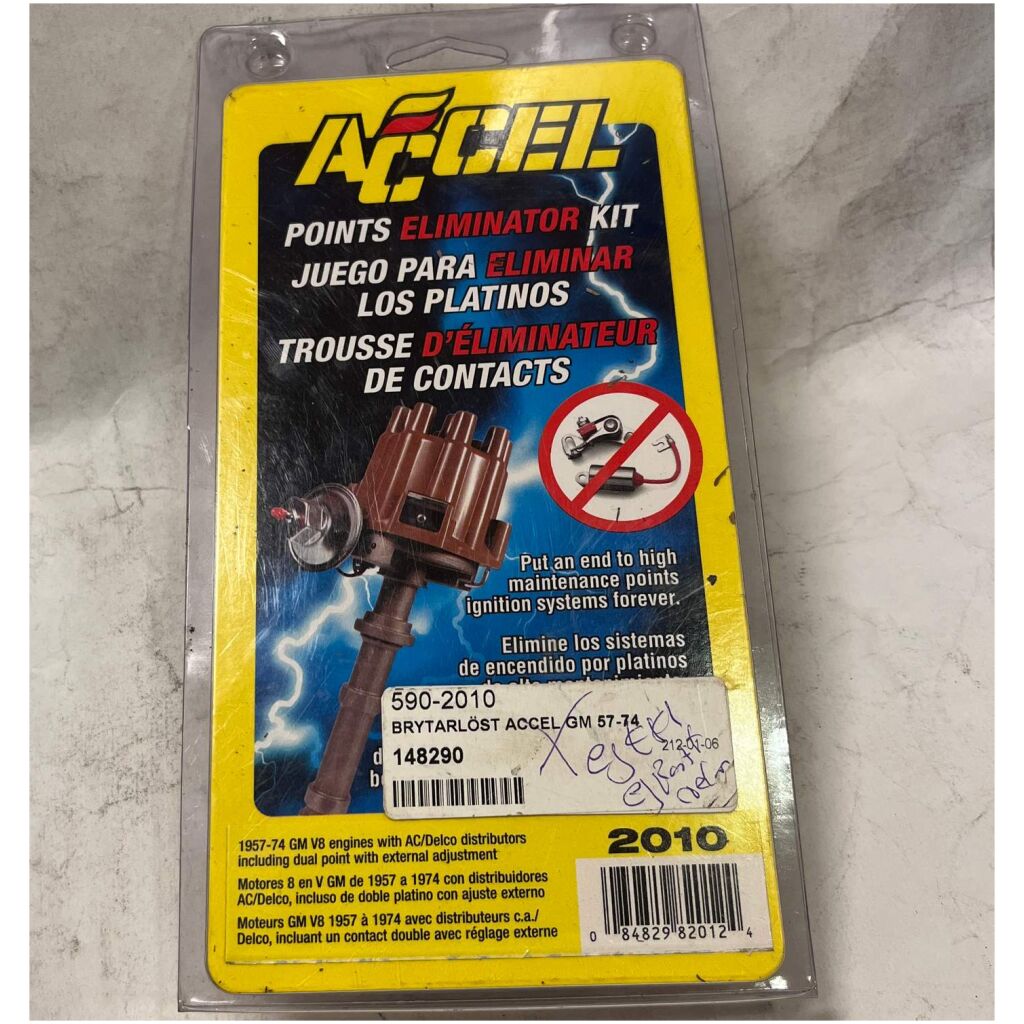 ACCEL
POINTS ELIMINATOR KIT
JUEGO PARA ELIMINAR
LOS PLATINOS
TROUSSE D'ÉLIMINATEUR
DE CONTACTS
Put an end to high
maintenance points
ignition systems forever.
Elimine los sistemas
de encendido por platinos
590-2010
BRYTARLÖST ACCEL GM 57-74
148290
212-01-06
1957-74 GM V8 engines with AC/Delco distributors
including dual point with external adjustment
Motores 8 en V GM de 1957 a 1974 con distribuidores
AC/Delco, incluso de doble platino con ajuste externo
Moteurs GM V8 1957 à 1974 avec distributeurs c.a./
Delco, incluant un contact double avec réglage externe
2010
0 84829 82012 4